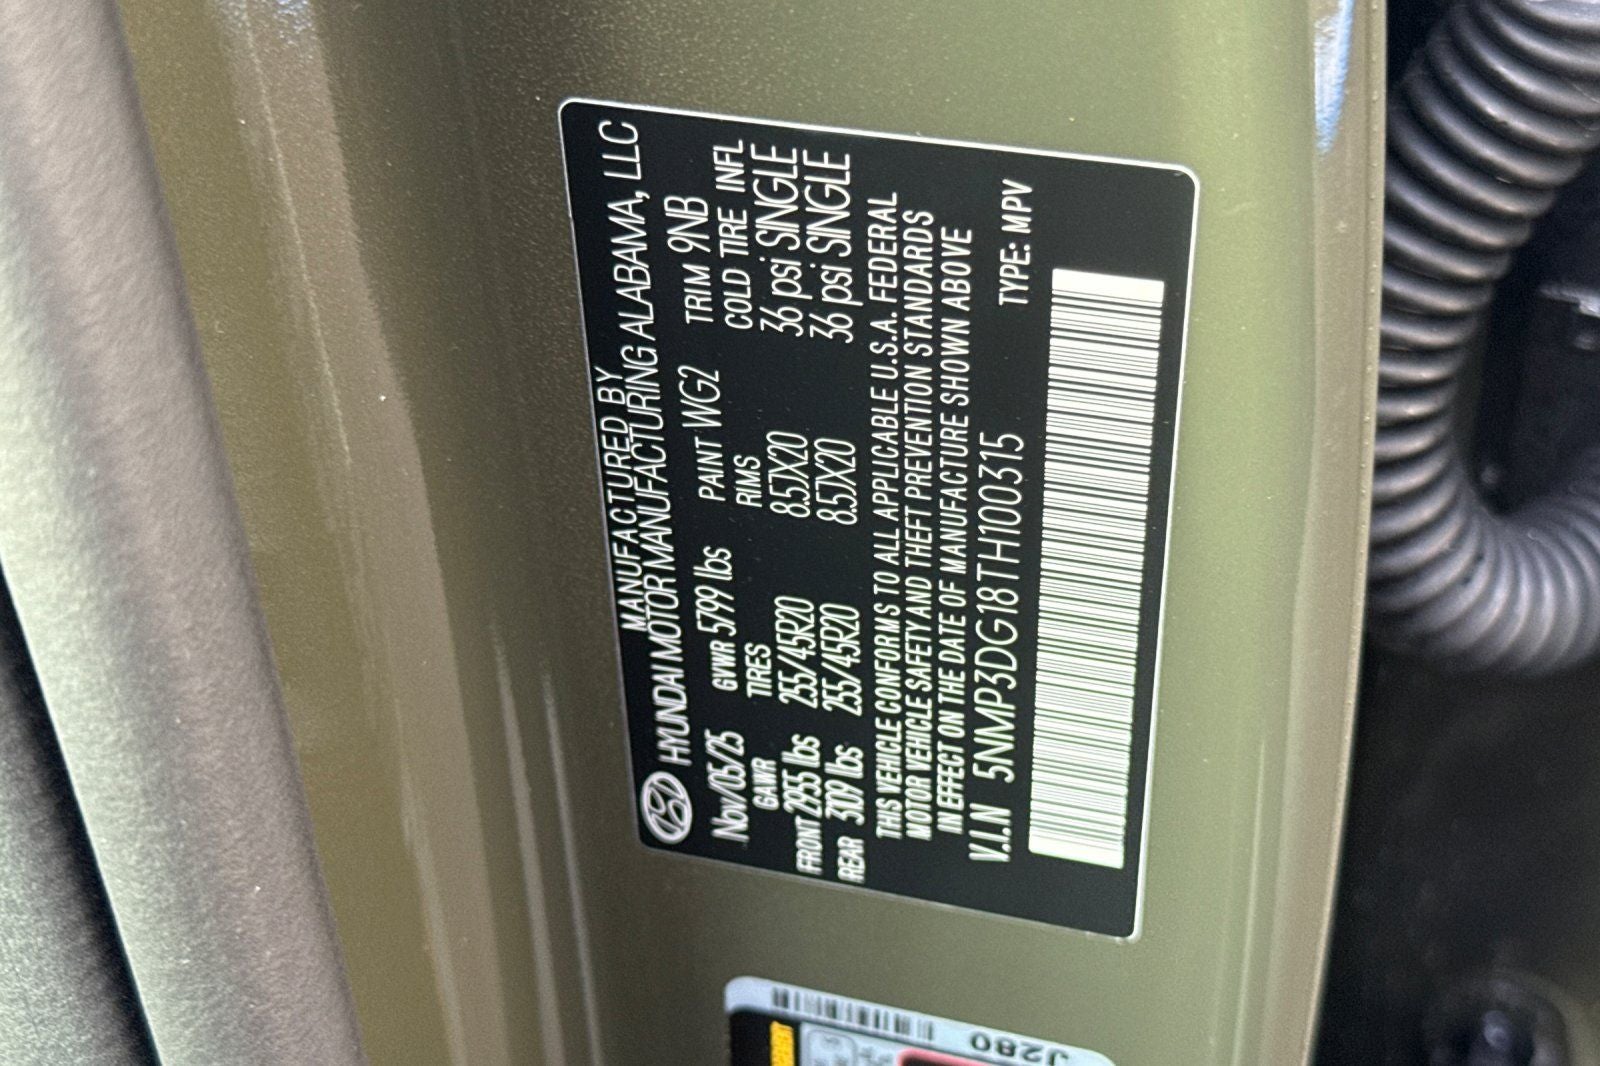 MANUFACTURED BY
HYUNDAI MOTOR MANUFACTURING ALABAMA, LLC
Nov/05/25 GVWR 5799 lbs PAINT WG2 TRIM 9NB
GAWR TIRES RIMS COLD TIRE INFL
FRONT 2955 lbs 255/45R20 8.5JX20 36 psi SINGLE
REAR 3109 lbs 255/45R20 8.5JX20 36 psi SINGLE
THIS VEHICLE CONFORMS TO ALL APPLICABLE U.S.A. FEDERAL
MOTOR VEHICLE SAFETY AND THEFT PREVENTION STANDARDS
IN EFFECT ON THE DATE OF MANUFACTURE SHOWN ABOVE
V.I.N 5NMP3DG18TH100315 TYPE: MPV
J280